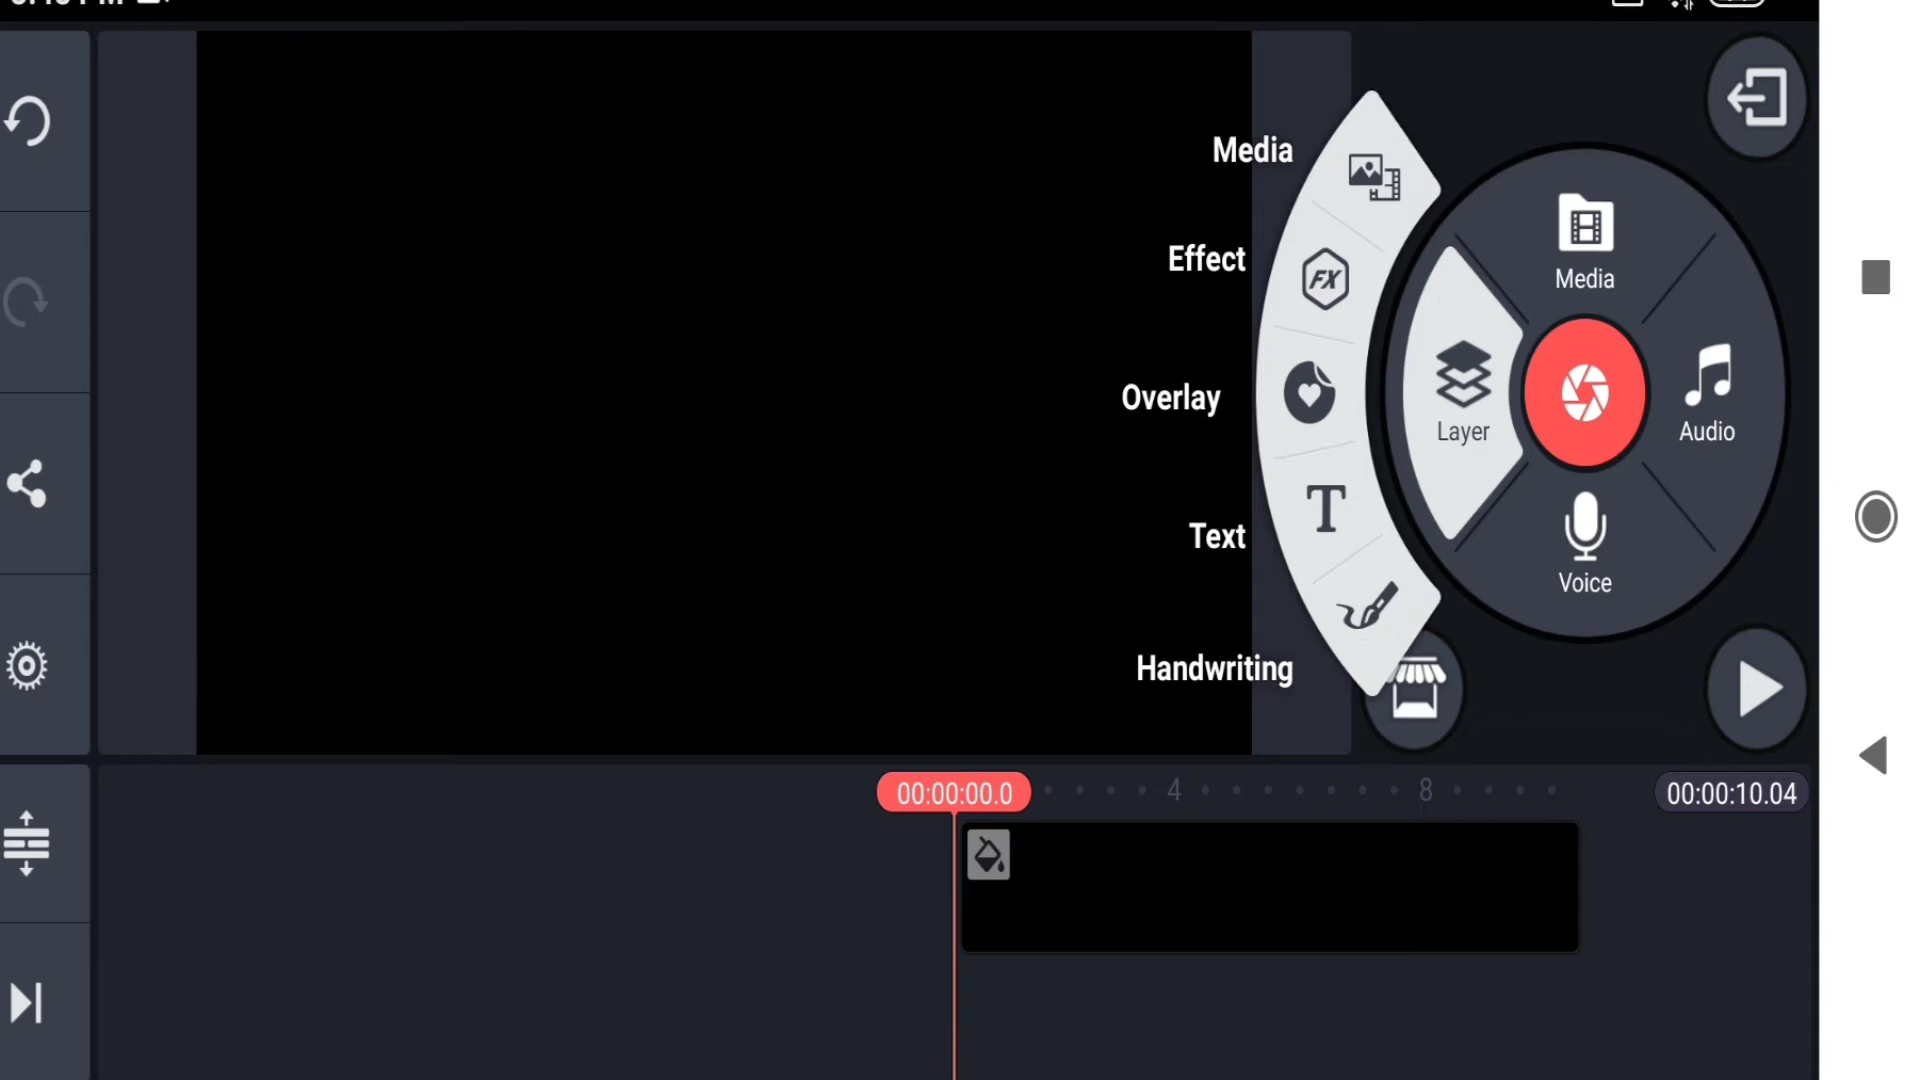 Media
Effect
Overlay
Text
Handwriting
FX
T
Media
Layer
Audio
Voice
00:00:00.0
4
8
00:00:10.04